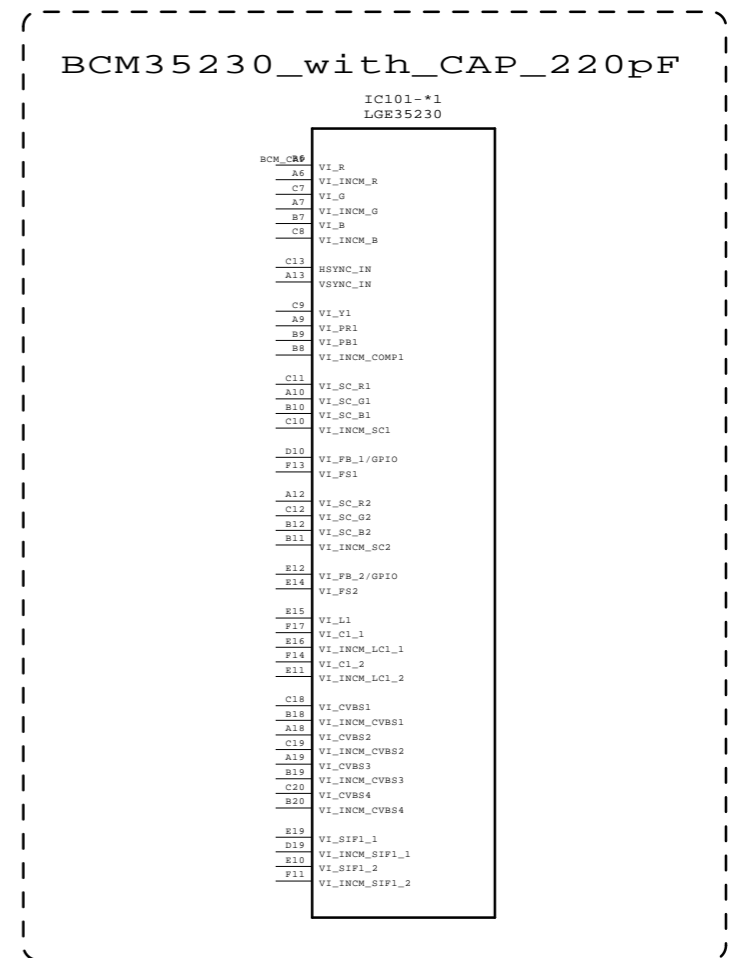 BCM35230_with_CAP_220pF
IC101-*1
LGE35230
BCM_CAP
B6 VI_R
A6 VI_INCM_R
C7 VI_G
A7 VI_INCM_G
B7 VI_B
C8 VI_INCM_B
C13 HSYNC_IN
A13 VSYNC_IN
C9 VI_Y1
A9 VI_PR1
B9 VI_PB1
B8 VI_INCM_COMP1
C11 VI_SC_R1
A10 VI_SC_G1
B10 VI_SC_B1
C10 VI_INCM_SC1
D10 VI_FB_1/GPIO
F13 VI_FS1
A12 VI_SC_R2
C12 VI_SC_G2
B12 VI_SC_B2
B11 VI_INCM_SC2
E12 VI_FB_2/GPIO
E14 VI_FS2
E15 VI_L1
F17 VI_C1_1
E16 VI_INCM_LC1_1
F14 VI_C1_2
E11 VI_INCM_LC1_2
C18 VI_CVBS1
B18 VI_INCM_CVBS1
A18 VI_CVBS2
C19 VI_INCM_CVBS2
A19 VI_CVBS3
B19 VI_INCM_CVBS3
C20 VI_CVBS4
B20 VI_INCM_CVBS4
E19 VI_SIF1_1
D19 VI_INCM_SIF1_1
E10 VI_SIF1_2
F11 VI_INCM_SIF1_2